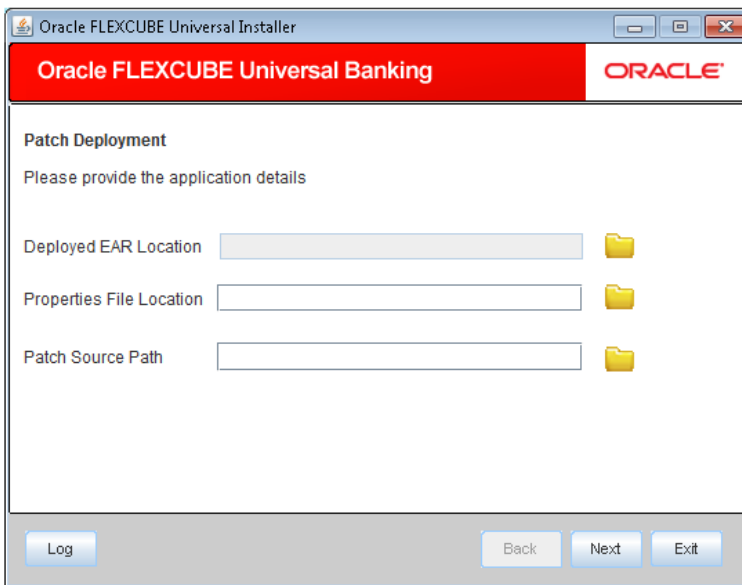 Oracle FLEXCUBE Universal Installer
Oracle FLEXCUBE Universal Banking
ORACLE®
Patch Deployment
Please provide the application details
Deployed EAR Location
Properties File Location
Patch Source Path
Log
Back
Next
Exit